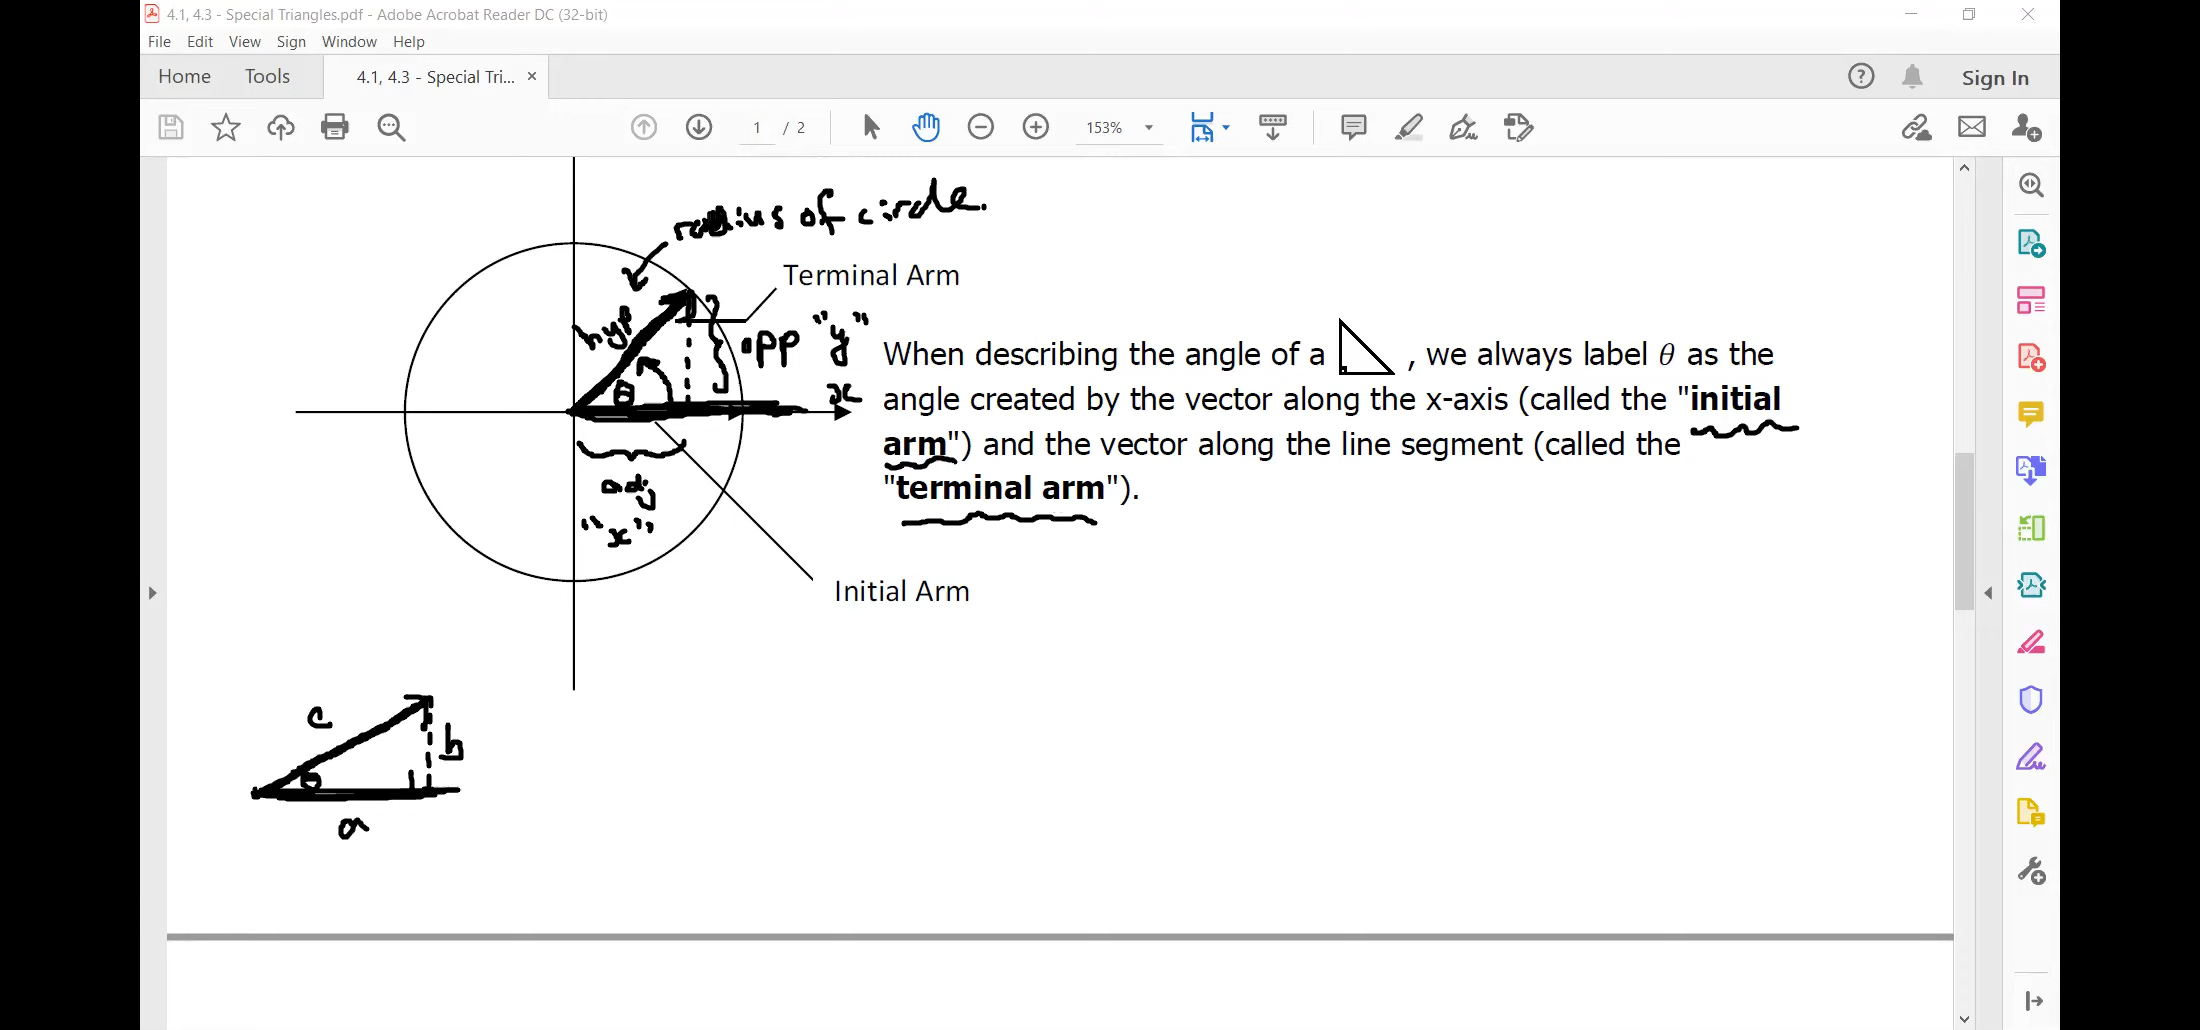 4.1, 4.3 - Special Triangles.pdf - Adobe Acrobat Reader DC (32-bit)
File Edit View Sign Window Help
Home Tools 4.1, 4.3 - Special Tri... × Sign In
1 / 2 153%
radius of circle.
Terminal Arm
hyp
opp "y"
θ
x
adj
"x"
When describing the angle of a , we always label θ as the
angle created by the vector along the x-axis (called the "initial
arm") and the vector along the line segment (called the
"terminal arm").
Initial Arm
c
b
θ
a